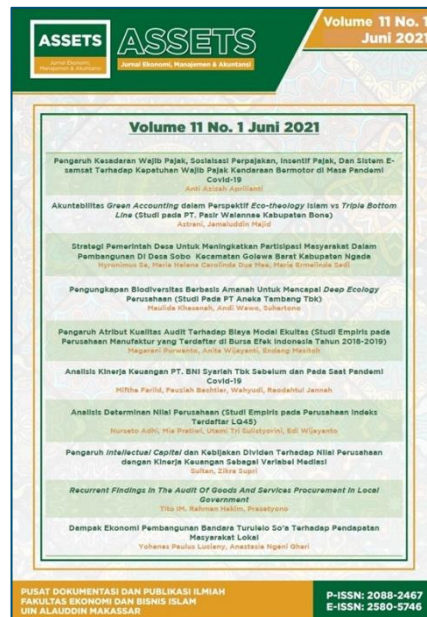 Volume 11 No. 1
Juni 2021
ASSETS
Jurnal Ekonomi,
Manajemen & Akuntansi
ASSETS
Jurnal Ekonomi, Manajemen & Akuntansi
Volume 11 No. 1 Juni 2021
Pengaruh Kesadaran Wajib Pajak, Sosialsasi Perpajakan, Insentif Pajak, Dan Sistem E-
samsat Terhadap Kepatuhan Wajib Pajak Kendaraan Bermotor di Masa Pandemi
Covid-19
Anti Azizah Aprilianti
Akuntabilitas Green Accounting dalam Perspektif Eco-theology Islam vs Triple Bottom
Line (Studi pada PT. Pasir Walannae Kabupaten Bone)
Astrani, Jamaluddin Majid
Strategi Pemerintah Desa Untuk Meningkatkan Partisipasi Masyarakat Dalam
Pembangunan Di Desa Sobo Kecamatan Golewa Barat Kabupaten Ngada
Hyronimus Se, Maria Helena Carolinda Dua Mea, Maria Ermelinda Sedi
Pengungkapan Biodiversitas Berbasis Amanah Untuk Mencapai Deep Ecology
Perusahaan (Studi Pada PT Aneka Tambang Tbk)
Maulida Khasanah, Andi Wawo, Suhartono
Pengaruh Atribut Kualitas Audit Terhadap Biaya Modal Ekuitas (Studi Empiris pada
Perusahaan Manufaktur yang Terdaftar di Bursa Efek Indonesia Tahun 2018-2019)
Megarani Purwanto, Anita Wijayanti, Endang Masitoh
Analisis Kinerja Keuangan PT. BNI Syariah Tbk Sebelum dan Pada Saat Pandemi
Covid-19
Miftha Farild, Fauziah Bachtiar, Wahyudi, Raodahtul Jannah
Analisis Determinan Nilai Perusahaan (Studi Empiris pada Perusahaan Indeks
Terdaftar LQ45)
Nurseto Adhi, Mia Pratiwi, Utami Tri Sulistyorini, Edi Wijayanto
Pengaruh Intellectual Capital dan Kebijakan Dividen Terhadap Nilai Perusahaan
dengan Kinerja Keuangan Sebagai Variabel Mediasi
Sultan, Zikra Supri
Recurrent Findings in The Audit Of Goods And Services Procurement In Local
Government
Tito IM. Rahman Hakim, Prasetyono
Dampak Ekonomi Pembangunan Bandara Turulelo So'a Terhadap Pendapatan
Masyarakat Lokal
Yohanes Paulus Lusieny, Anastasia Ngani Gheri
PUSAT DOKUMENTASI DAN PUBLIKASI ILMIAH
FAKULTAS EKONOMI DAN BISNIS ISLAM
UIN ALAUDDIN MAKASSAR
P-ISSN: 2088-2467
E-ISSN: 2580-5746